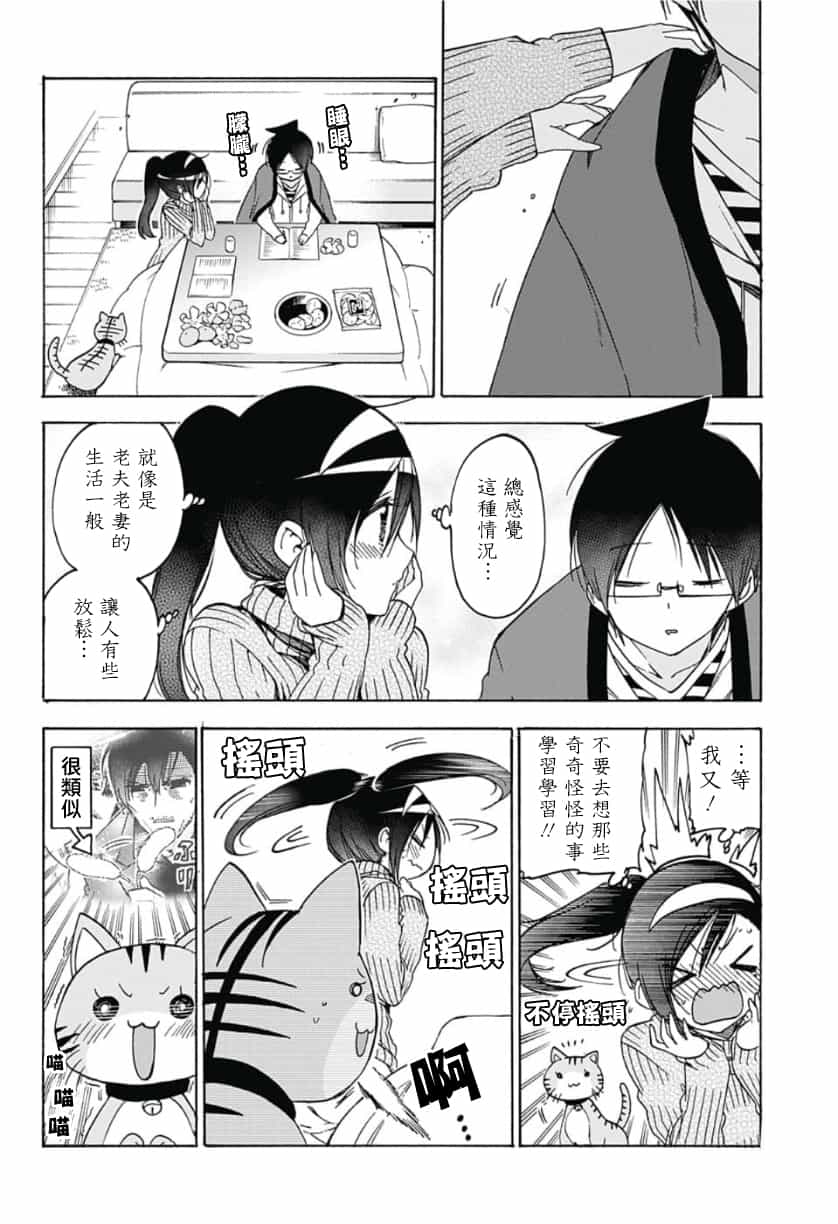 睡眼…
朦朧…
總感覺
這種情況…
就像是
老夫老妻的
生活一般
讓人有些
放鬆…
…等
我又！
不要去想那些
奇奇怪怪的事
學習學習!!
不停搖頭
搖頭
搖頭
搖頭
啊…
很類似
喵
喵
喵